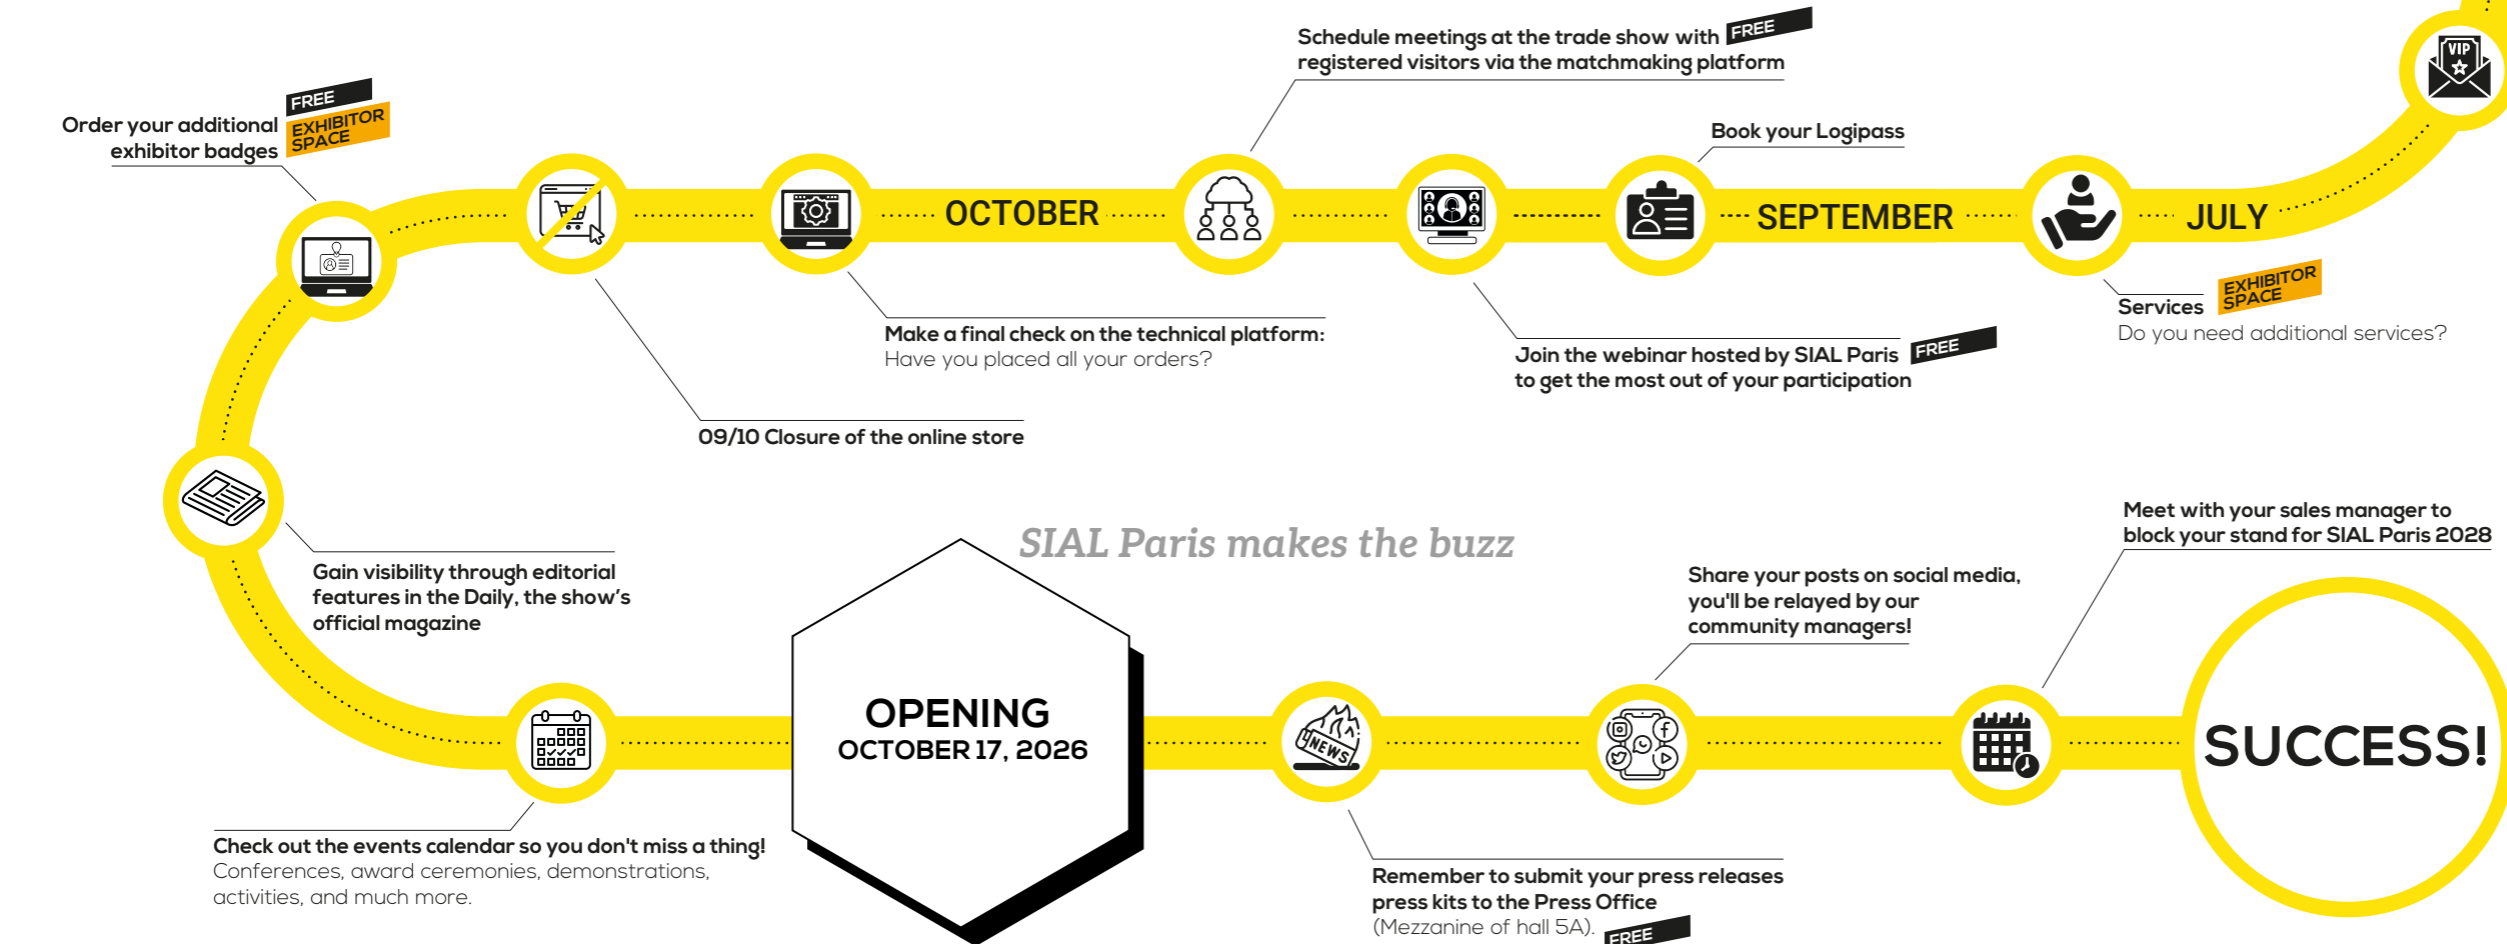 Schedule meetings at the trade show with FREE
registered visitors via the matchmaking platform
VIP
FREE
EXHIBITOR
SPACE
Order your additional
exhibitor badges
Book your Logipass
OCTOBER
SEPTEMBER
JULY
EXHIBITOR
SPACE
Services
Do you need additional services?
Make a final check on the technical platform:
Have you placed all your orders?
Join the webinar hosted by SIAL Paris FREE
to get the most out of your participation
09/10 Closure of the online store
Gain visibility through editorial
features in the Daily, the show's
official magazine
SIAL Paris makes the buzz
Meet with your sales manager to
block your stand for SIAL Paris 2028
Share your posts on social media,
you'll be relayed by our
community managers!
OPENING
OCTOBER 17, 2026
NEWS
SUCCESS!
Check out the events calendar so you don't miss a thing!
Conferences, award ceremonies, demonstrations,
activities, and much more.
Remember to submit your press releases
press kits to the Press Office
(Mezzanine of hall 5A).
FREE